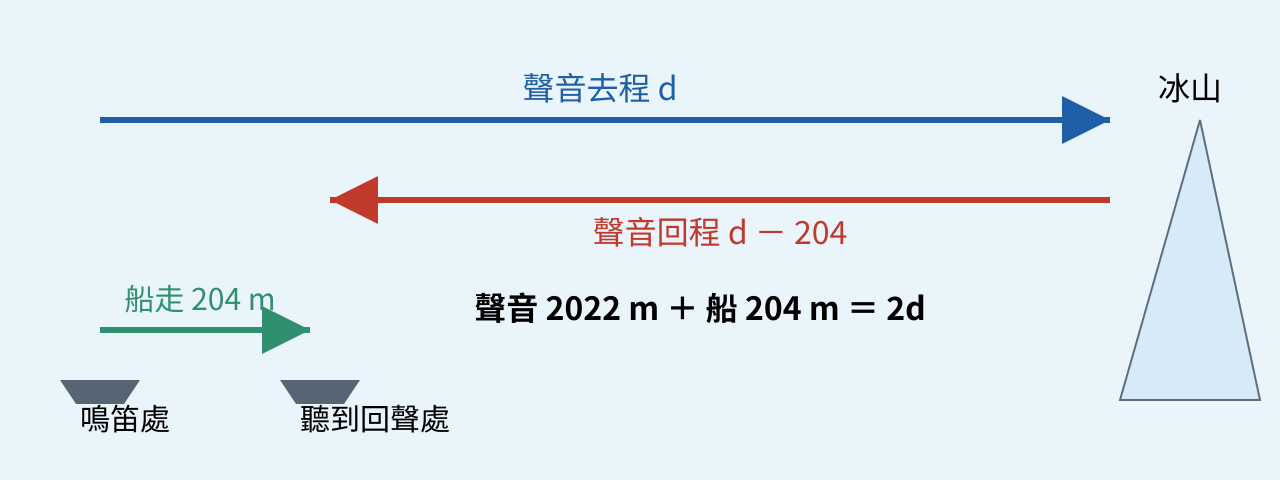 聲音去程 d
冰山
聲音回程 d － 204
船走 204 m
聲音 2022 m ＋ 船 204 m ＝ 2d
鳴笛處
聽到回聲處